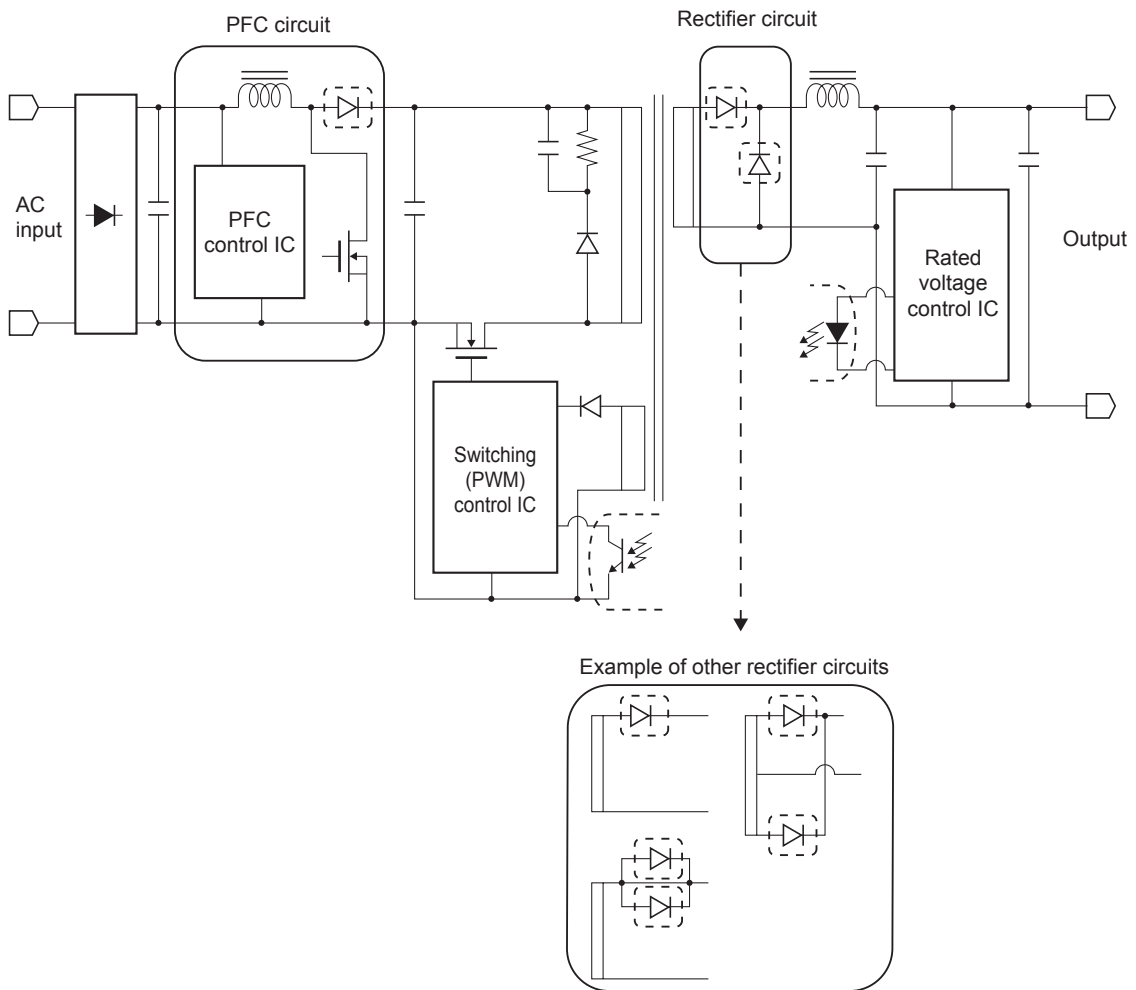 PFC circuit
Rectifier circuit
AC
input
PFC
control IC
Rated
voltage
control IC
Output
Switching
(PWM)
control IC
Example of other rectifier circuits